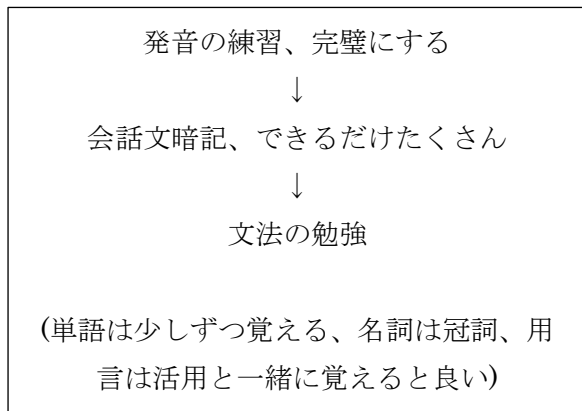 発音の練習、完璧にする
↓
会話文暗記、できるだけたくさん
↓
文法の勉強
(単語は少しずつ覚える、名詞は冠詞、用
言は活用と一緒に覚えると良い)